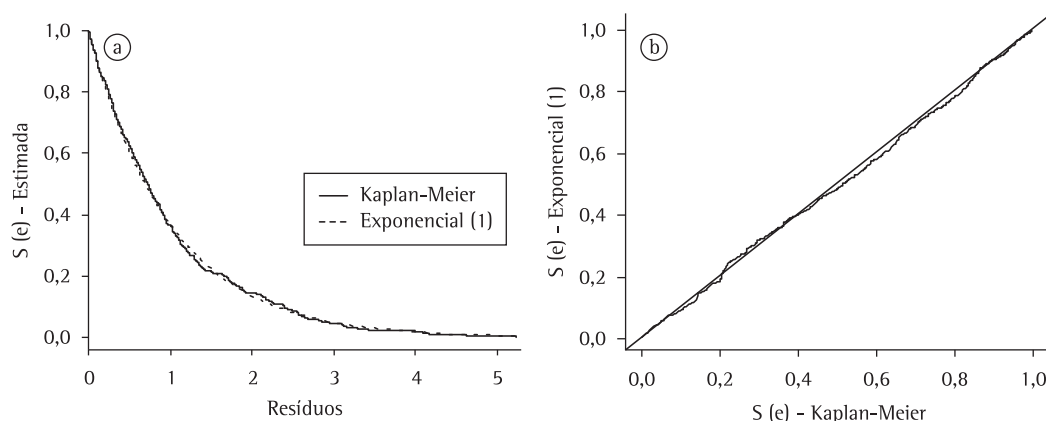 a
S (e) – Estimada
1,0
0,8
0,6
0,4
0,2
0,0
Kaplan-Meier
Exponencial (1)
0 1 2 3 4 5
Resíduos
b
S (e) – Exponencial (1)
1,0
0,8
0,6
0,4
0,2
0,0
0,0 0,2 0,4 0,6 0,8 1,0
S (e) – Kaplan-Meier